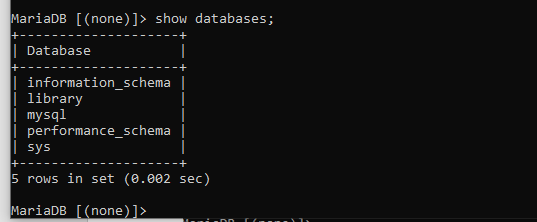 MariaDB [(none)]> show databases;
+--------------------+
| Database           |
+--------------------+
| information_schema |
| library            |
| mysql              |
| performance_schema |
| sys                |
+--------------------+
5 rows in set (0.002 sec)
MariaDB [(none)]>